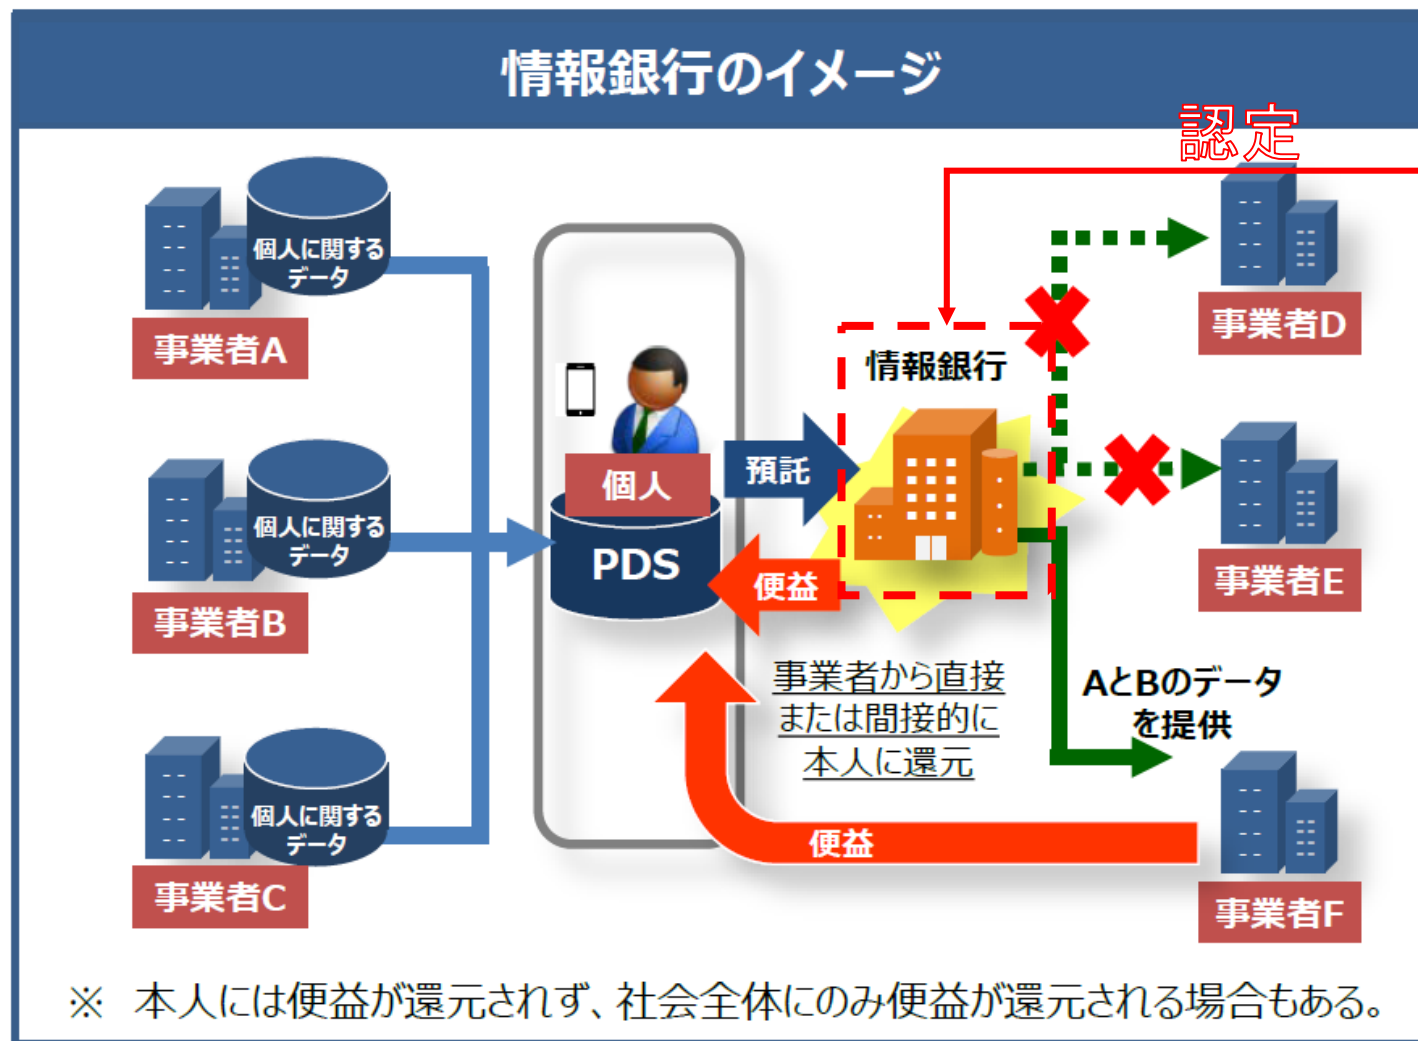 情報銀行のイメージ
認定
個人に関する
データ
事業者A
個人に関する
データ
事業者B
個人に関する
データ
事業者C
個人
PDS
預託
便益
情報銀行
事業者から直接
または間接的に
本人に還元
便益
AとBのデータ
を提供
事業者D
事業者E
事業者F
※ 本人には便益が還元されず、社会全体にのみ便益が還元される場合もある。